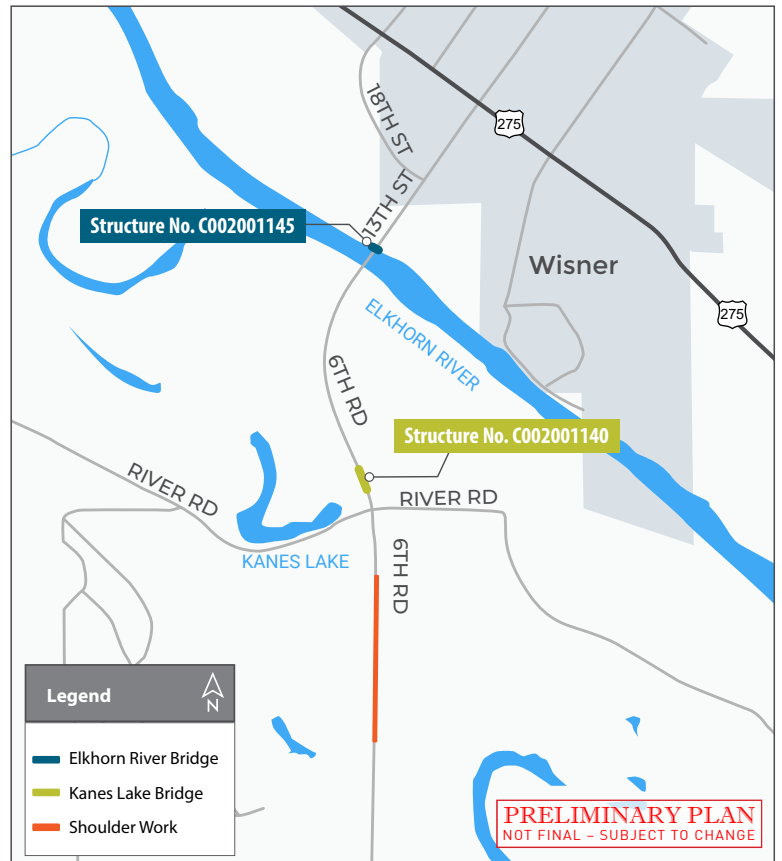 18TH ST
275
13TH ST
Structure No. C002001145
Wisner
275
ELKHORN RIVER
6TH RD
Structure No. C002001140
RIVER RD
RIVER RD
KANES LAKE
6TH RD
Legend
N
Elkhorn River Bridge
Kanes Lake Bridge
Shoulder Work
PRELIMINARY PLAN
NOT FINAL – SUBJECT TO CHANGE